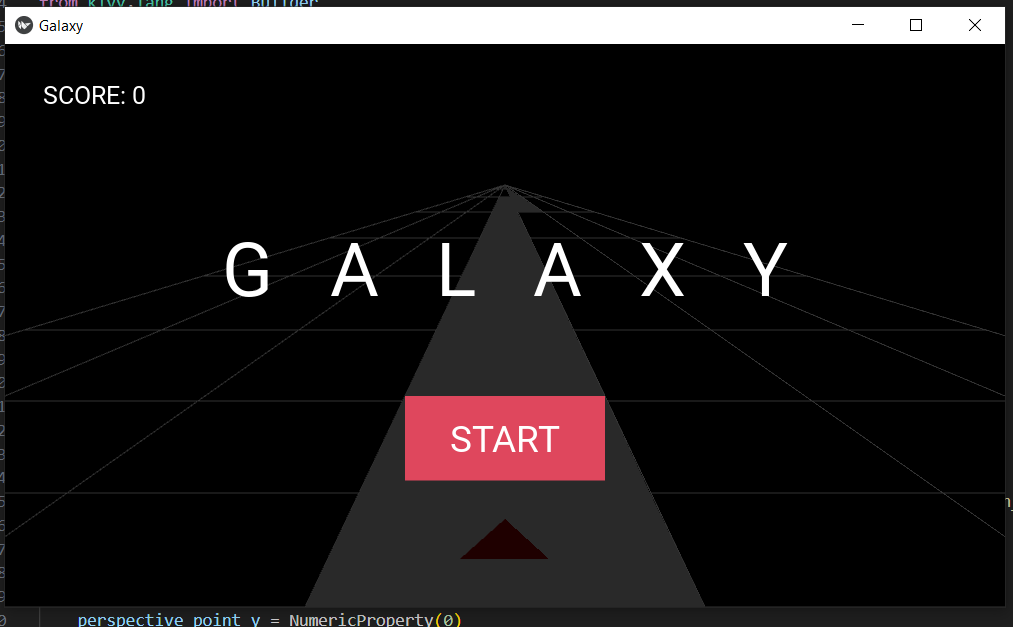 from kivy.lang import Builder
Galaxy
SCORE: 0
G A L A X Y
START
perspective_point_y = NumericProperty(0)